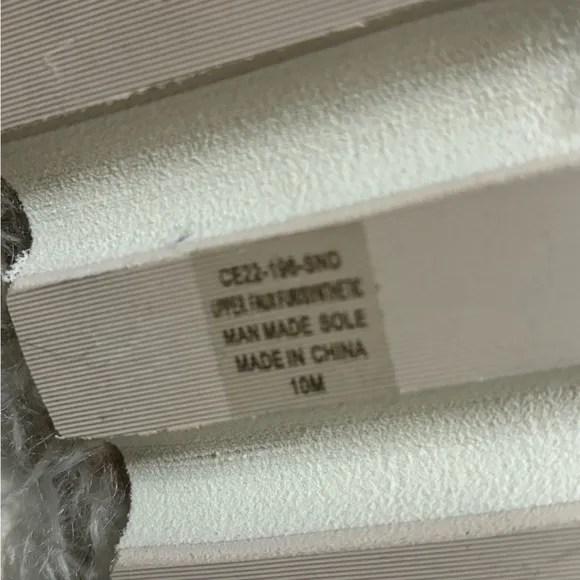 CE22-196-SND
UPPER FAUX FUR/SYNTHETIC
MAN MADE SOLE
MADE IN CHINA
10M